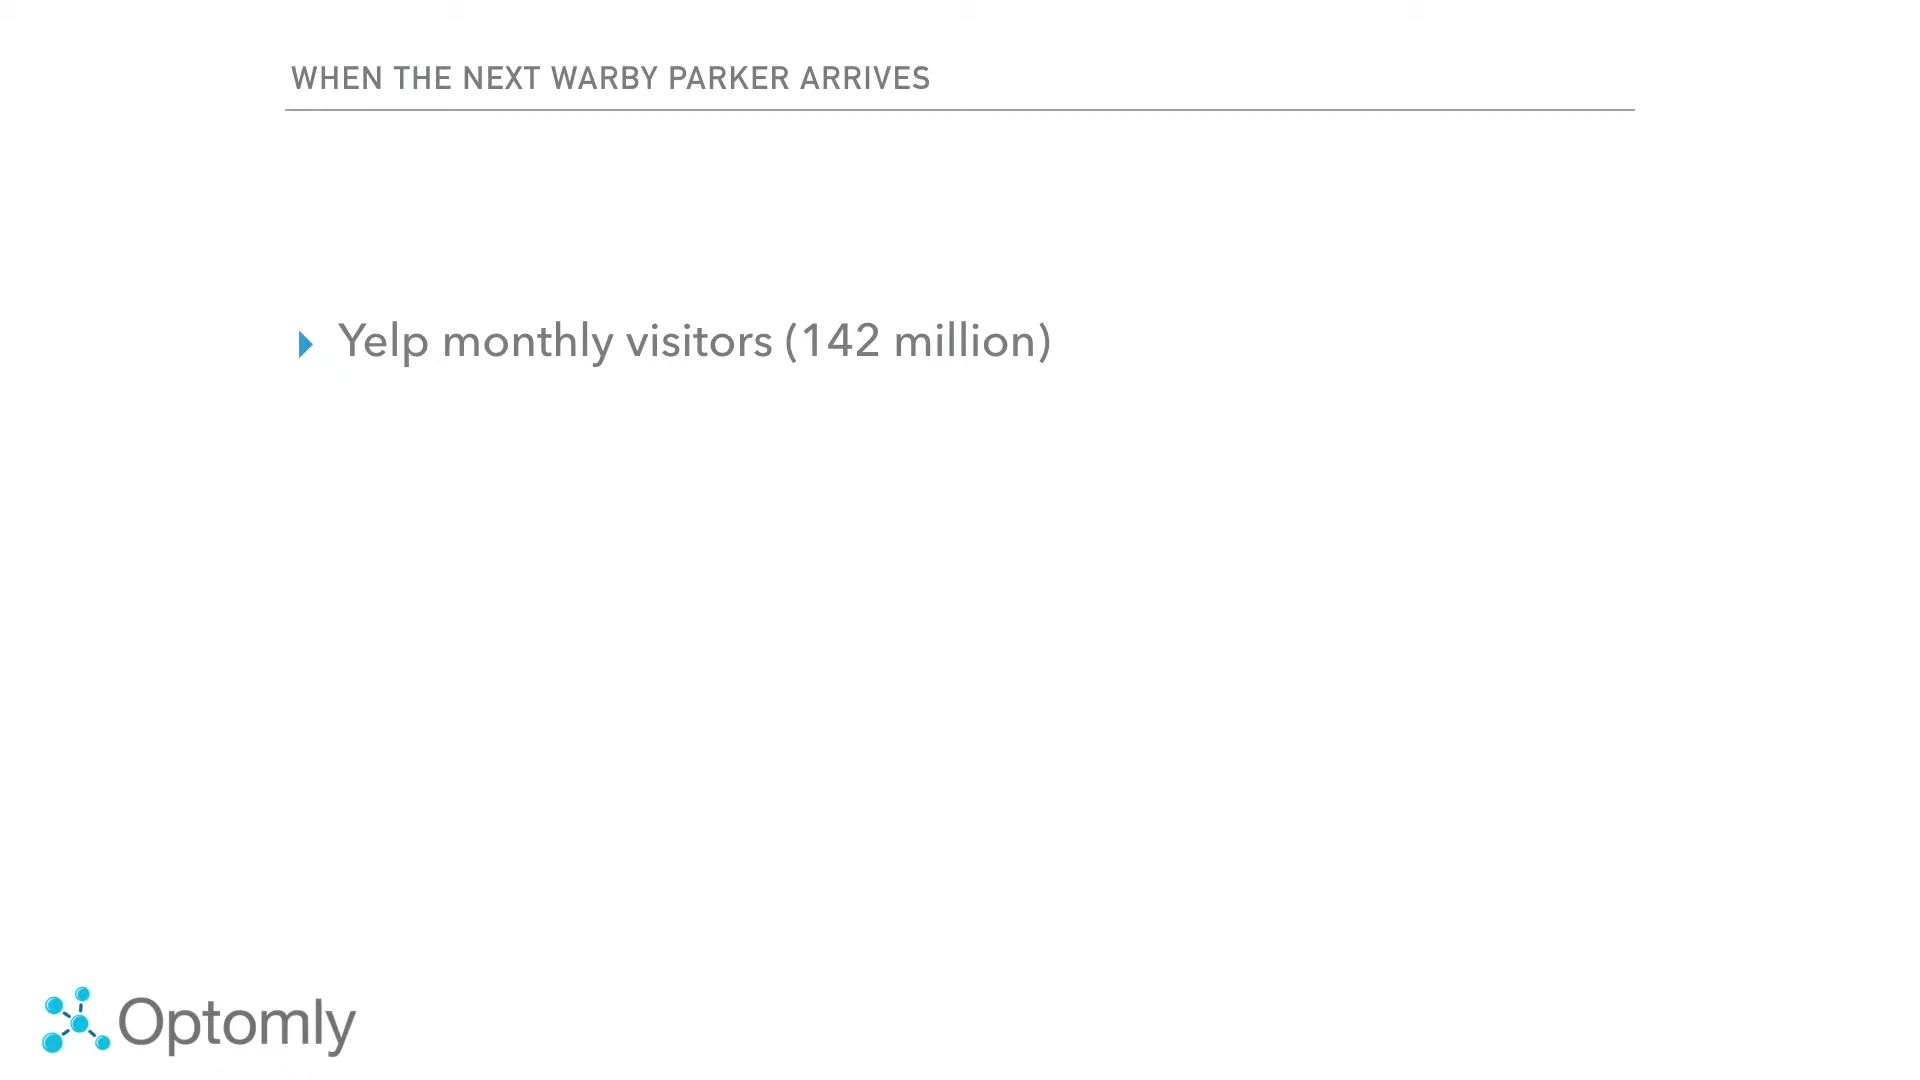 WHEN THE NEXT WARBY PARKER ARRIVES
Yelp monthly visitors (142 million)
Optomly